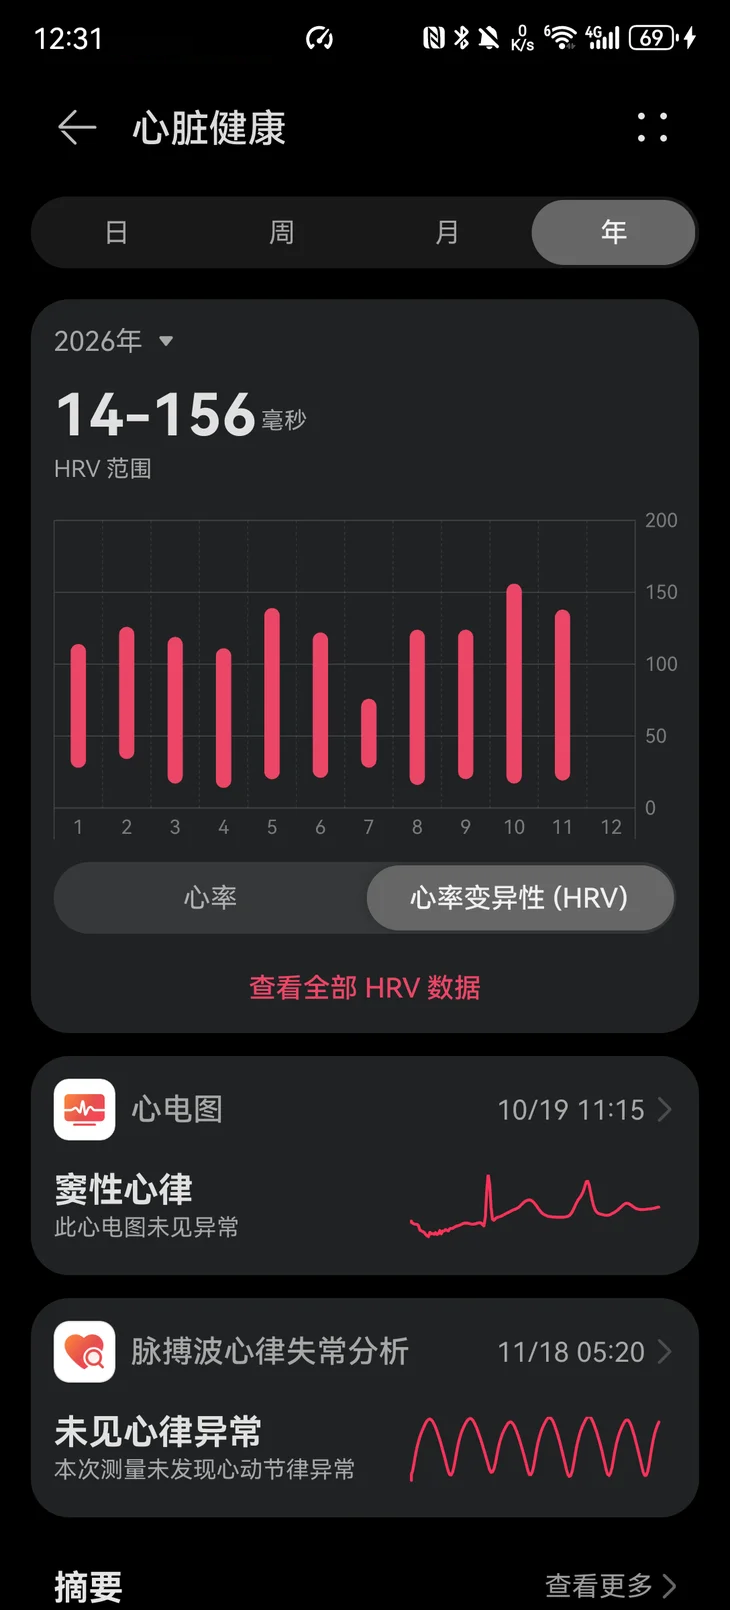 12:31
0 K/s 6 4G 69
心脏健康
日 周 月 年
2026年
14-156毫秒
HRV 范围
200
150
100
50
0
1 2 3 4 5 6 7 8 9 10 11 12
心率 心率变异性 (HRV)
查看全部 HRV 数据
心电图 10/19 11:15
窦性心律
此心电图未见异常
脉搏波心律失常分析 11/18 05:20
未见心律异常
本次测量未发现心动节律异常
摘要 查看更多